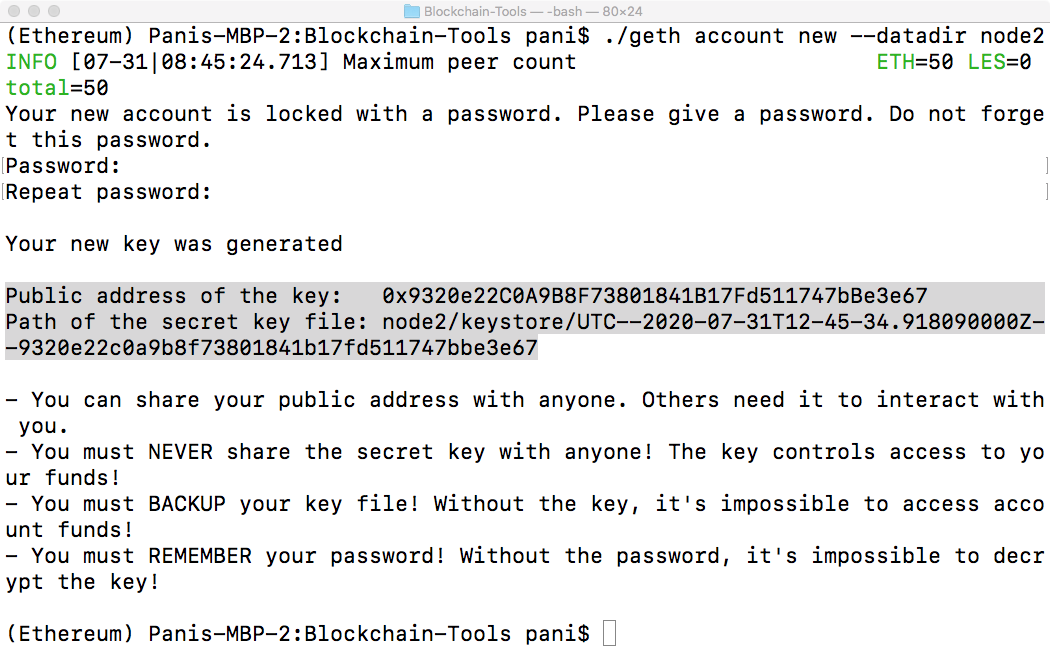 Blockchain-Tools — -bash — 80×24
(Ethereum) Panis-MBP-2:Blockchain-Tools pani$ ./geth account new --datadir node2
INFO [07-31|08:45:24.713] Maximum peer count                       ETH=50 LES=0
total=50
Your new account is locked with a password. Please give a password. Do not forge
t this password.
[Password:                                                                      ]
[Repeat password:                                                               ]
Your new key was generated
Public address of the key:   0x9320e22C0A9B8F73801841B17Fd511747bBe3e67
Path of the secret key file: node2/keystore/UTC--2020-07-31T12-45-34.918090000Z-
-9320e22c0a9b8f73801841b17fd511747bbe3e67
- You can share your public address with anyone. Others need it to interact with
 you.
- You must NEVER share the secret key with anyone! The key controls access to yo
ur funds!
- You must BACKUP your key file! Without the key, it's impossible to access acco
unt funds!
- You must REMEMBER your password! Without the password, it's impossible to decr
ypt the key!
(Ethereum) Panis-MBP-2:Blockchain-Tools pani$